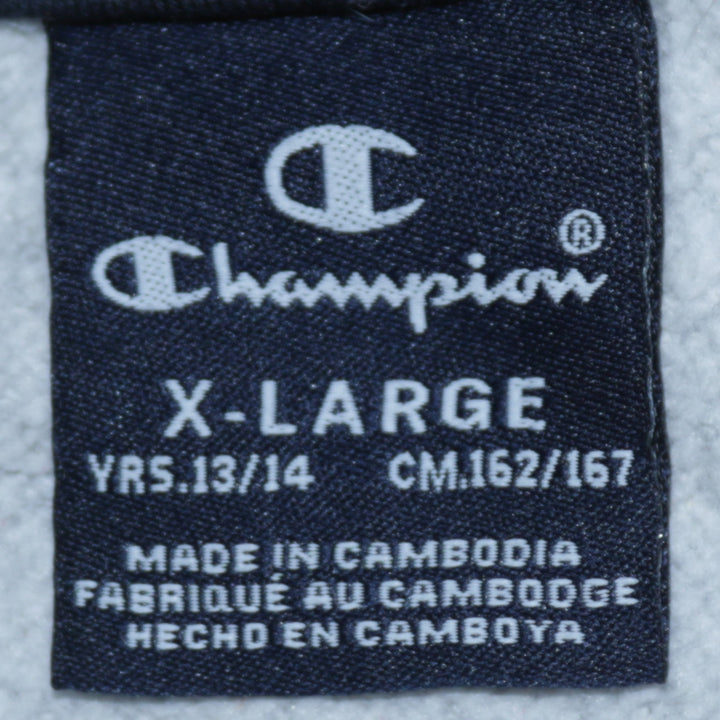 C
Champion®
X-LARGE
YRS.13/14 CM.162/167
MADE IN CAMBODIA
FABRIQUÉ AU CAMBODGE
HECHO EN CAMBOYA